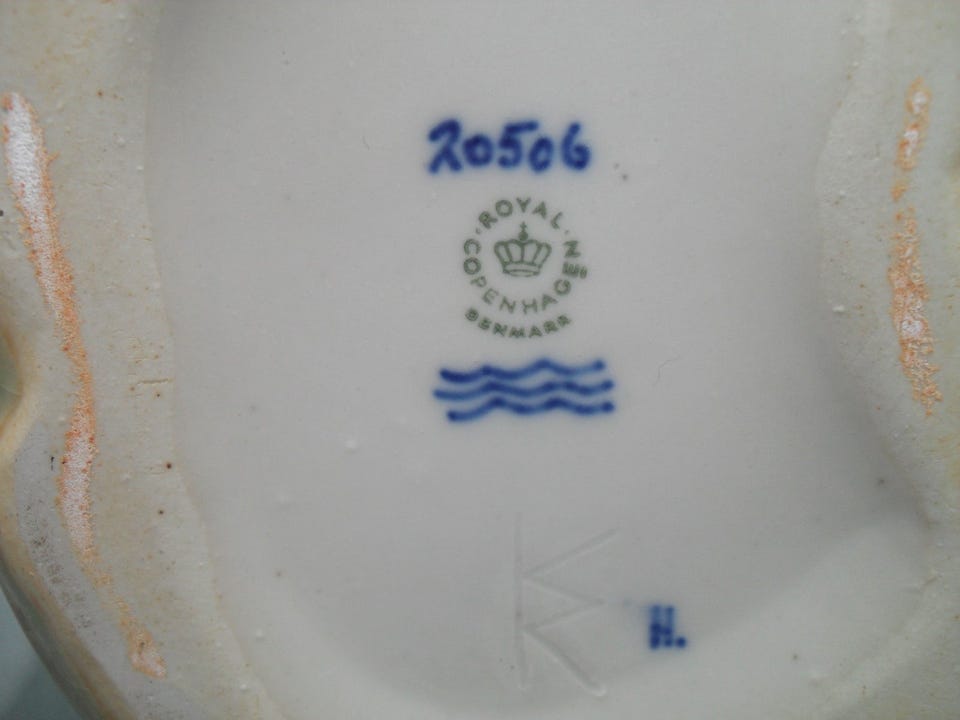 20506
ROYAL
COPENHAGEN
DENMARK
H.